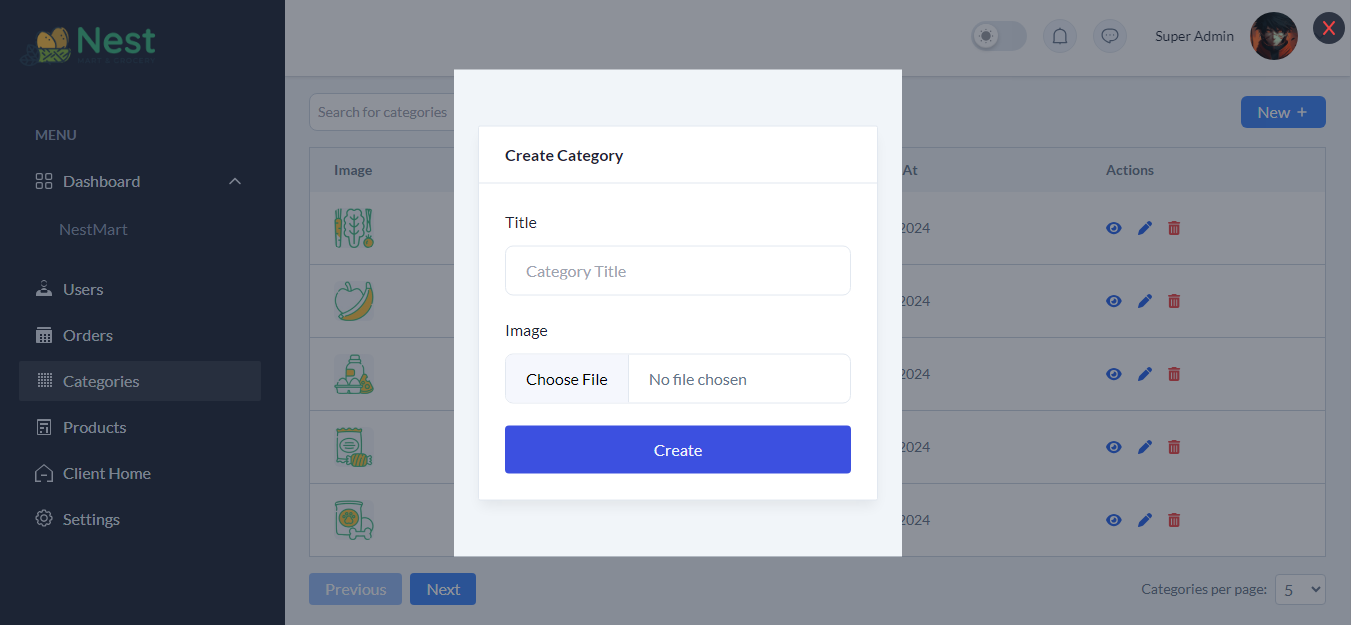 Nest
MART & GROCERY
Super Admin
MENU
Dashboard
NestMart
Users
Orders
Categories
Products
Client Home
Settings
Search for categories
New +
Image
At
Actions
2024
2024
2024
2024
2024
Create Category
Title
Category Title
Image
Choose File
No file chosen
Create
Previous
Next
Categories per page:
5